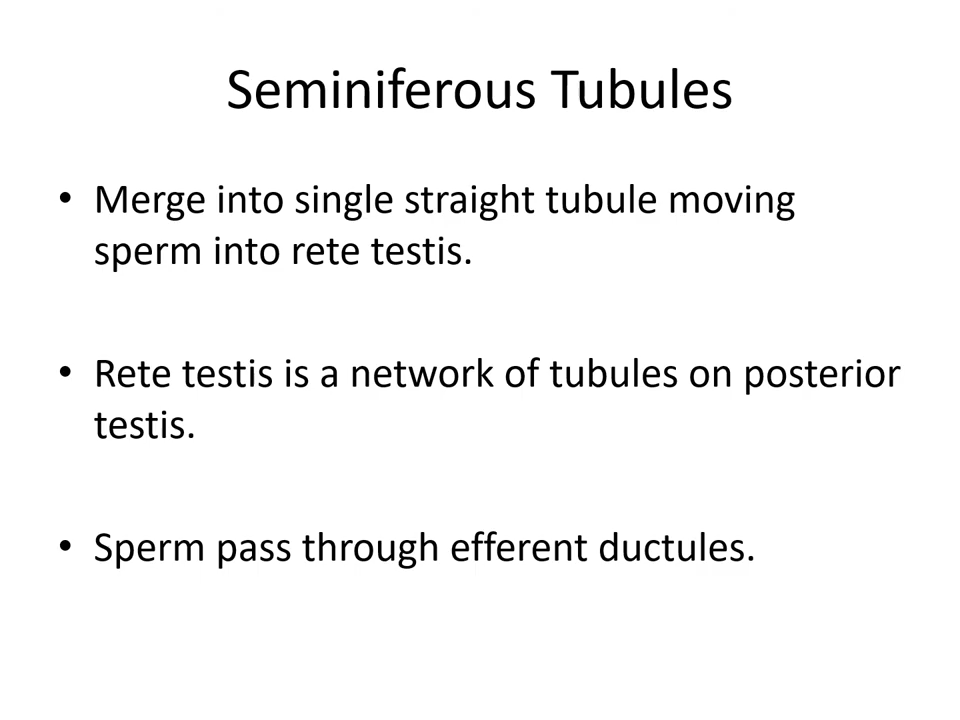 Seminiferous Tubules
• Merge into single straight tubule moving
sperm into rete testis.
• Rete testis is a network of tubules on posterior
testis.
• Sperm pass through efferent ductules.